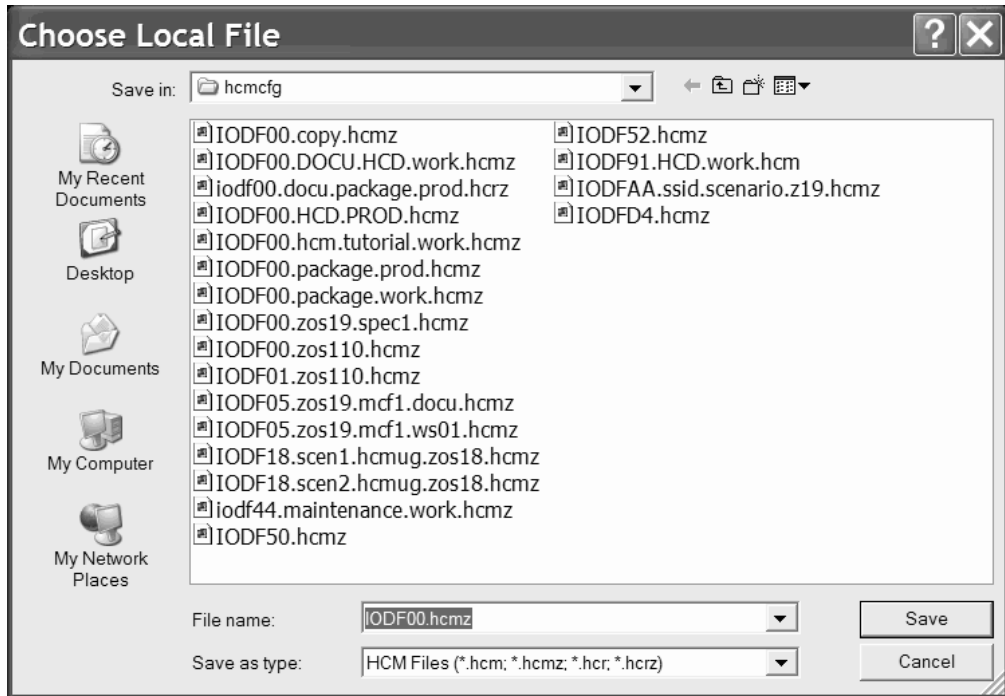 Choose Local File
Save in: hcmcfg
My Recent
Documents
Desktop
My Documents
My Computer
My Network
Places
IODF00.copy.hcmz
IODF00.DOCU.HCD.work.hcmz
iodf00.docu.package.prod.hcrz
IODF00.HCD.PROD.hcmz
IODF00.hcm.tutorial.work.hcmz
IODF00.package.prod.hcmz
IODF00.package.work.hcmz
IODF00.zos19.spec1.hcmz
IODF00.zos110.hcmz
IODF01.zos110.hcmz
IODF05.zos19.mcf1.docu.hcmz
IODF05.zos19.mcf1.ws01.hcmz
IODF18.scen1.hcmug.zos18.hcmz
IODF18.scen2.hcmug.zos18.hcmz
iodf44.maintenance.work.hcmz
IODF50.hcmz
IODF52.hcmz
IODF91.HCD.work.hcm
IODFAA.ssid.scenario.z19.hcmz
IODFD4.hcmz
File name: IODF00.hcmz
Save
Save as type: HCM Files (*.hcm; *.hcmz; *.hcr; *.hcrz)
Cancel